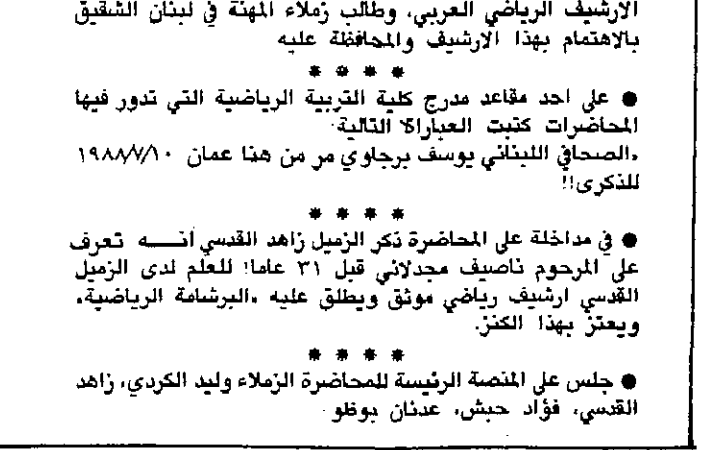 الارشيف الرياضي العربي، وطالب زملاء المهنة في لبنان الشقيق
بالاهتمام بهذا الارشيف والمحافظة عليه
* * * *
● على احد مقاعد مدرج كلية التربية الرياضية التي تدور فيها
المحاضرات كتبت العبارة التالية
«الصحافي اللبناني يوسف برجاوي مر من هنا عمان ١٩٨٨/٧/١٠
للذكرى!!
* * * *
● في مداخلة على المحاضرة ذكر الزميل زاهد القدسي أنـــه تعرف
على المرحوم ناصيف مجدلاني قبل ٣١ عاما! للعلم لدى الزميل
القدسي ارشيف رياضي موثق ويطلق عليه «البرشامة الرياضية»
ويعتز بهذا الكنز.
* * * *
● جلس على المنصة الرئيسة للمحاضرة الزملاء وليد الكردي، زاهد
القدسي، فؤاد حبش، عدنان بوظو